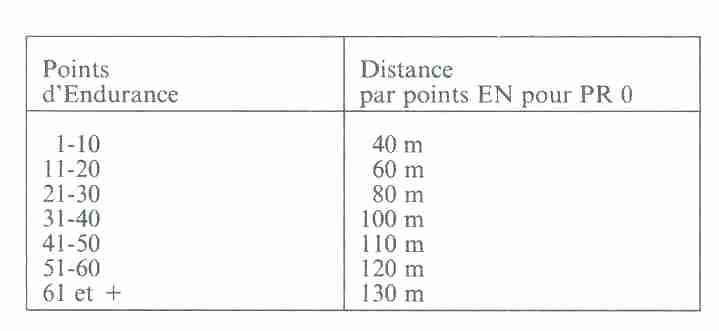 Points Distance
d'Endurance par points EN pour PR 0
1-10 40 m
11-20 60 m
21-30 80 m
31-40 100 m
41-50 110 m
51-60 120 m
61 et + 130 m